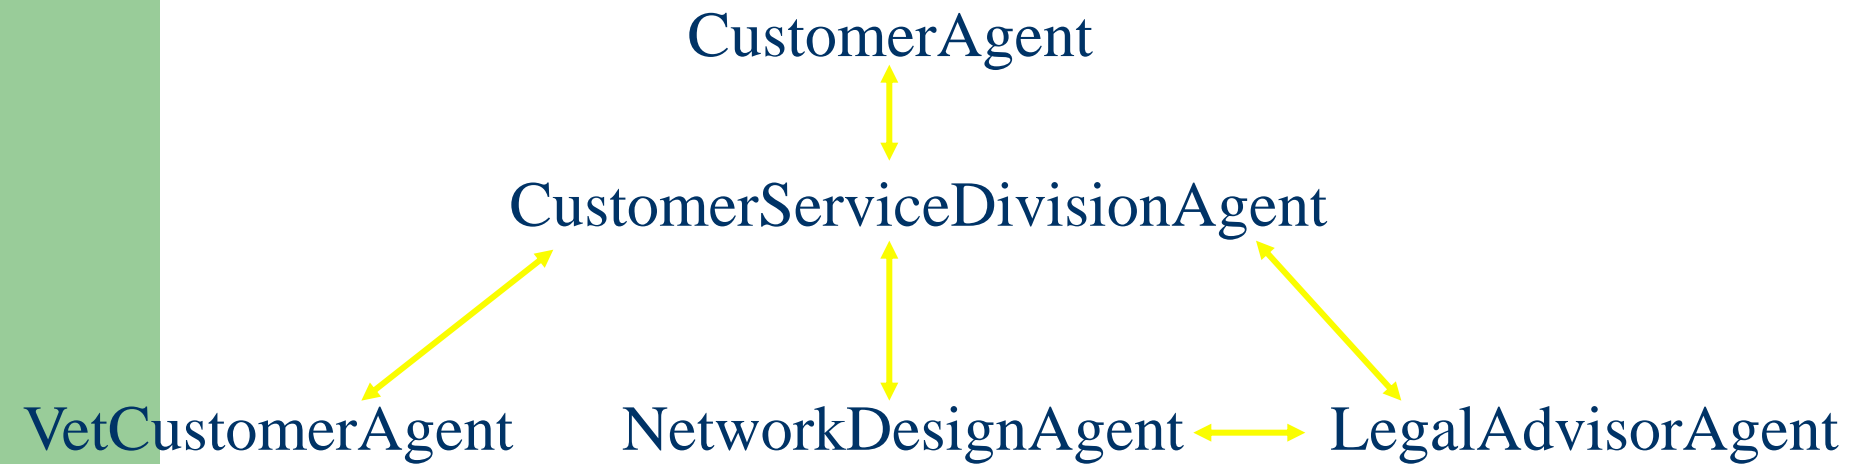 CustomerAgent
CustomerServiceDivisionAgent
VetCustomerAgent NetworkDesignAgent LegalAdvisorAgent